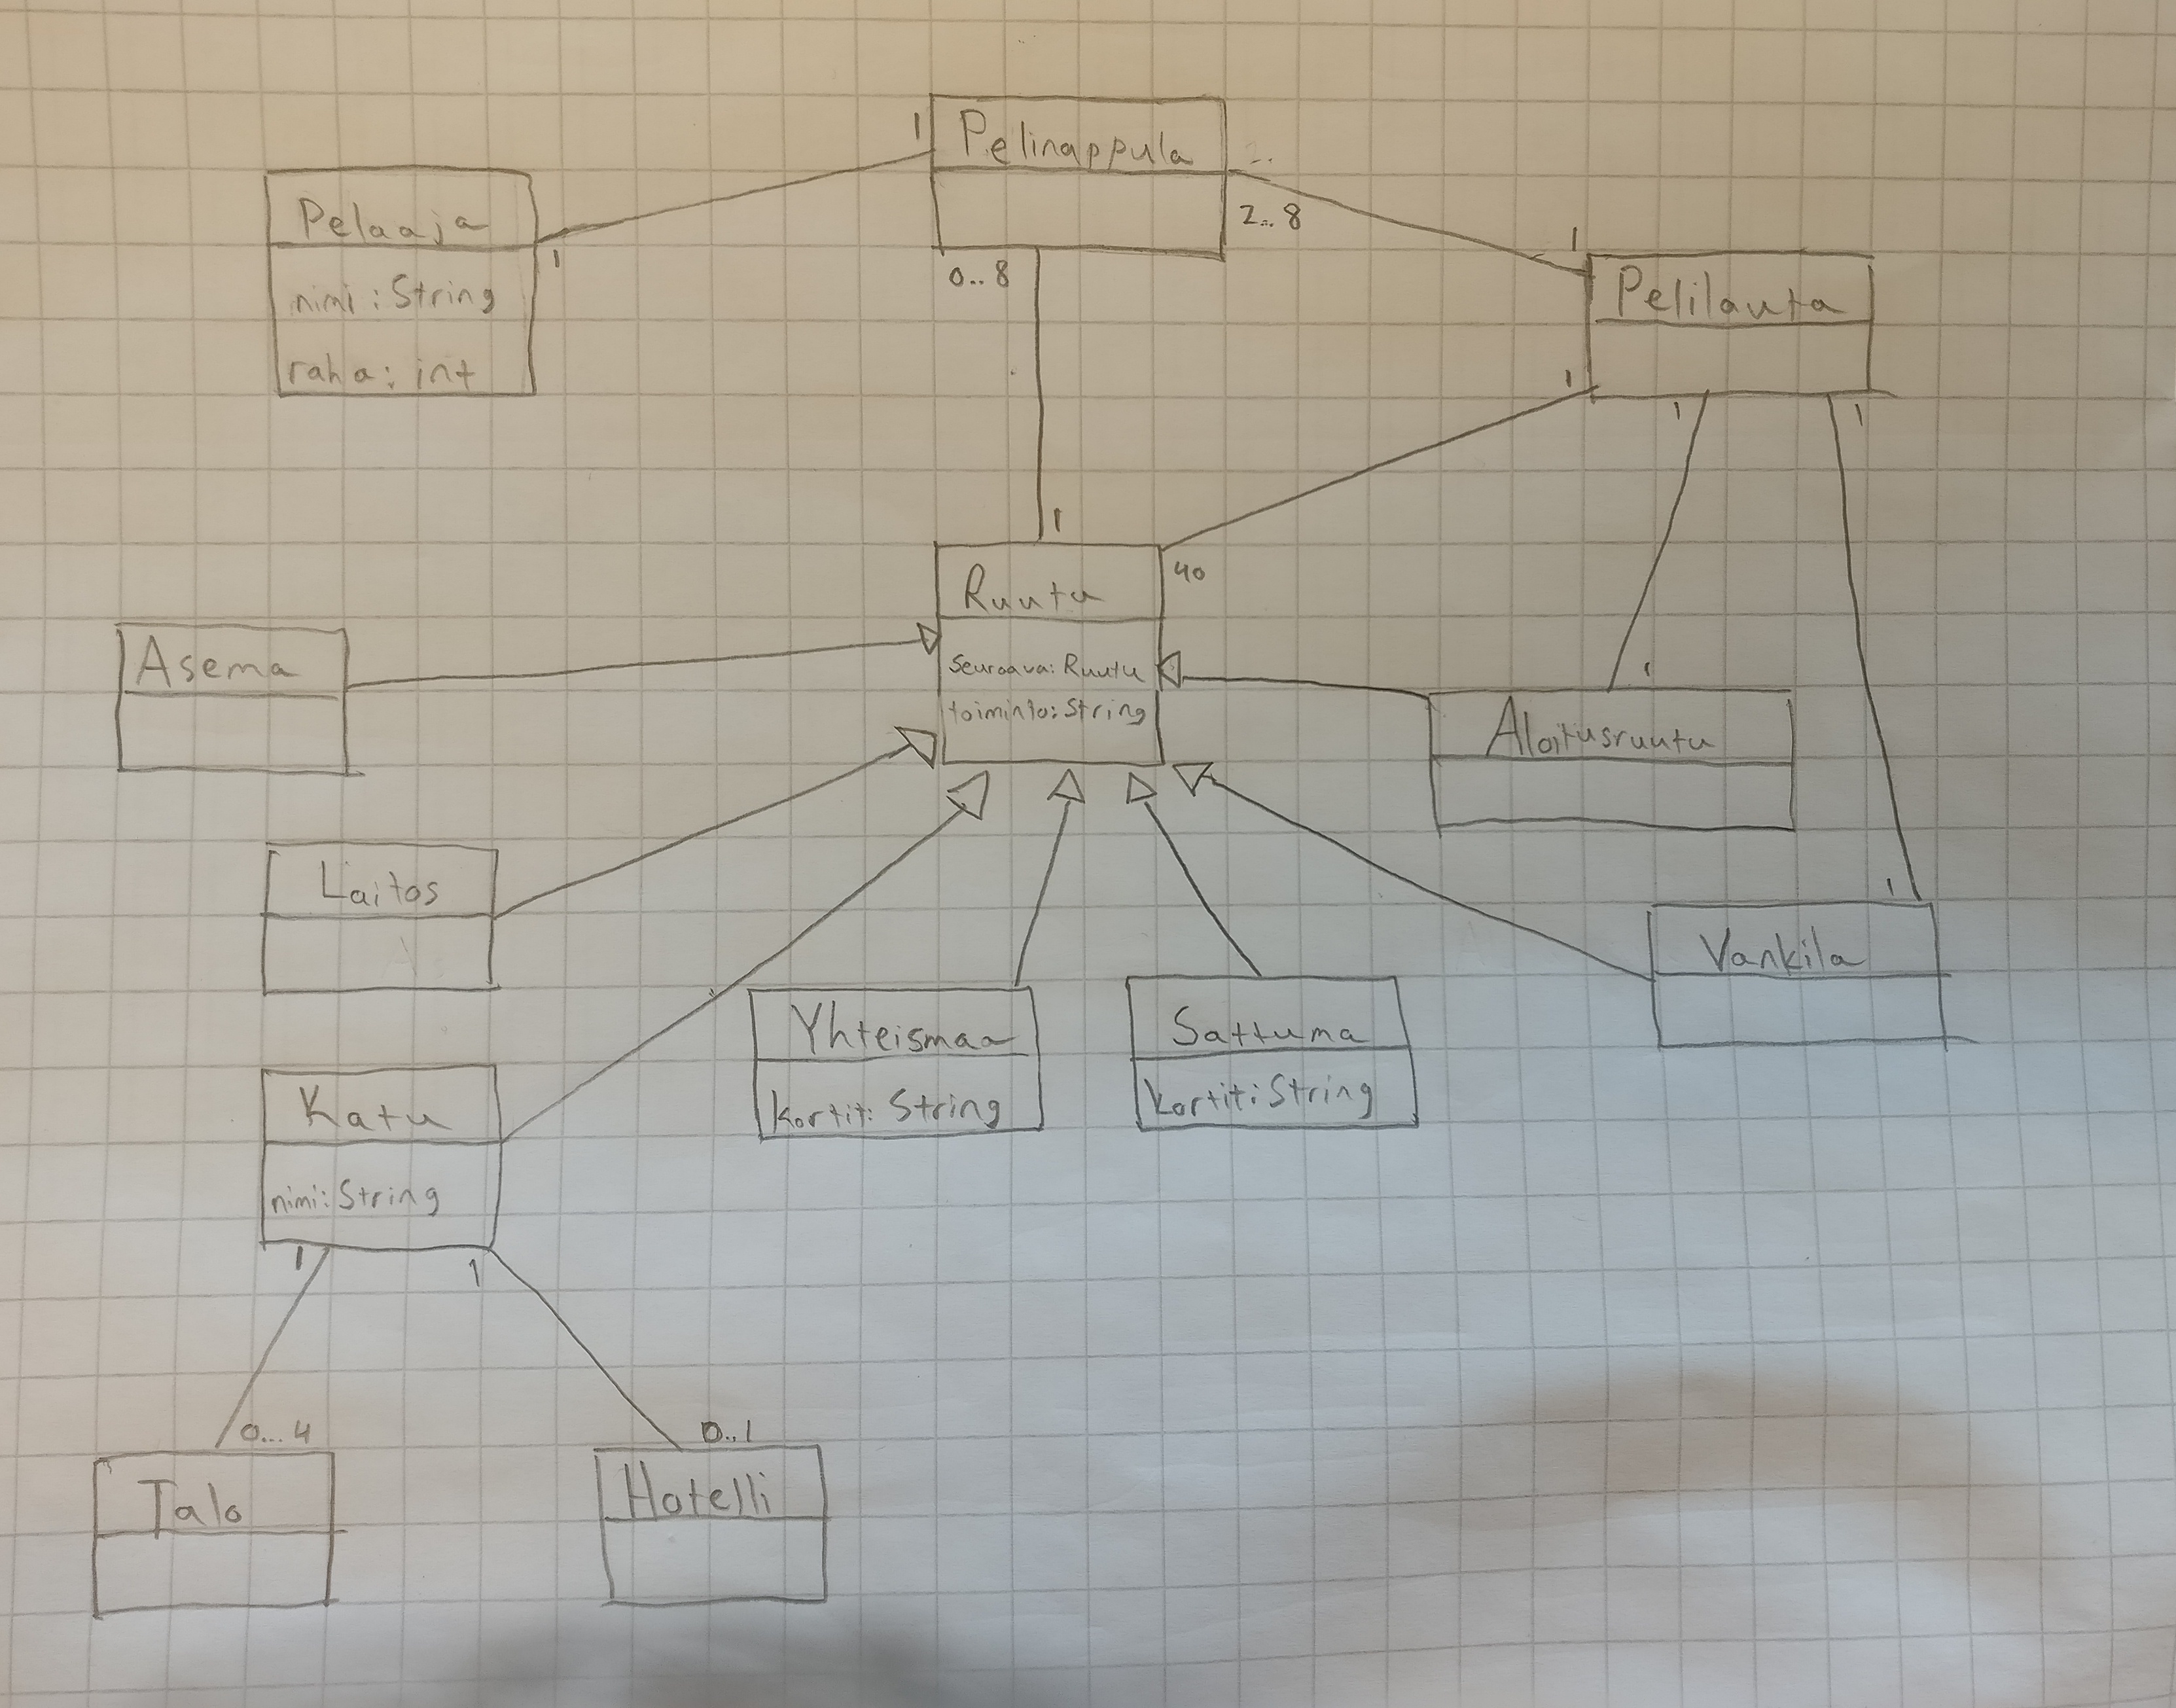 1
Pelinappula
2.. 8
0.. 8
Pelaaja
1
nimi : String
raha: int
1
Pelilauta
1
1
1
1
Ruutu
40
Seuraava: Ruutu
toiminto: String
Asema
1
Aloitusruutu
Laitos
1
Vankila
Yhteismaa
kortit: String
Sattuma
kortit: String
Katu
nimi: String
1
1
0... 4
0..1
Talo
Hotelli